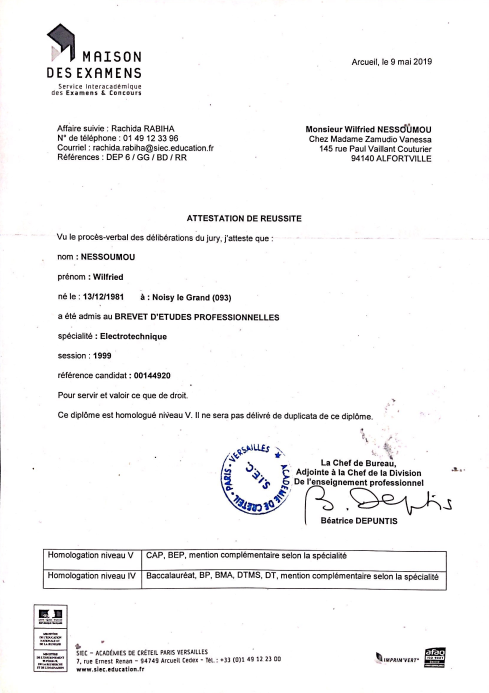 MAISON
DES EXAMENS
Service Interacadémique
des Examens & Concours
Arcueil, le 9 mai 2019
Affaire suivie : Rachida RABIHA
N° de téléphone : 01 49 12 33 96
Courriel : rachida.rabiha@siec.education.fr
Références : DEP 6 / GG / BD / RR
Monsieur Wilfried NESSOUMOU
Chez Madame Zamudio Vanessa
145 rue Paul Vaillant Couturier
94140 ALFORTVILLE
ATTESTATION DE REUSSITE
Vu le procès-verbal des délibérations du jury, j'atteste que :
nom : NESSOUMOU
prénom : Wilfried
né le : 13/12/1981 à : Noisy le Grand (093)
a été admis au BREVET D'ETUDES PROFESSIONNELLES
spécialité : Electrotechnique
session : 1999
référence candidat : 00144920
Pour servir et valoir ce que de droit.
Ce diplôme est homologué niveau V. Il ne sera pas délivré de duplicata de ce diplôme.
ACADEMIE DE CRETEIL - PARIS - VERSAILLES
S.I.E.C.
La Chef de Bureau,
Adjointe à la Chef de la Division
De l'enseignement professionnel
B. Depuntis
Béatrice DEPUNTIS
Homologation niveau V CAP, BEP, mention complémentaire selon la spécialité
Homologation niveau IV Baccalauréat, BP, BMA, DTMS, DT, mention complémentaire selon la spécialité
SIEC – ACADÉMIES DE CRÉTEIL PARIS VERSAILLES
7, rue Ernest Renan – 94749 Arcueil Cedex • Tél. : +33 (0)1 49 12 23 00
www.siec.education.fr
IMPRIM'VERT
afaq